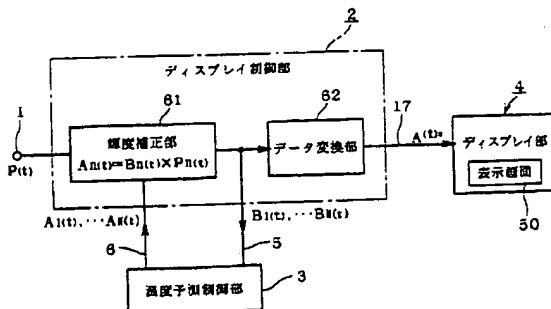 2
ディスプレイ制御部
61
62
1
輝度補正部
An(t)=Bn(t)×Pn(t)
データ変換部
17
A(t)=
4
ディスプレイ部
表示画面
50
P(t)
A1(t),…AN(t)
B1(t),…BN(t)
6
5
温度予測制御部
3